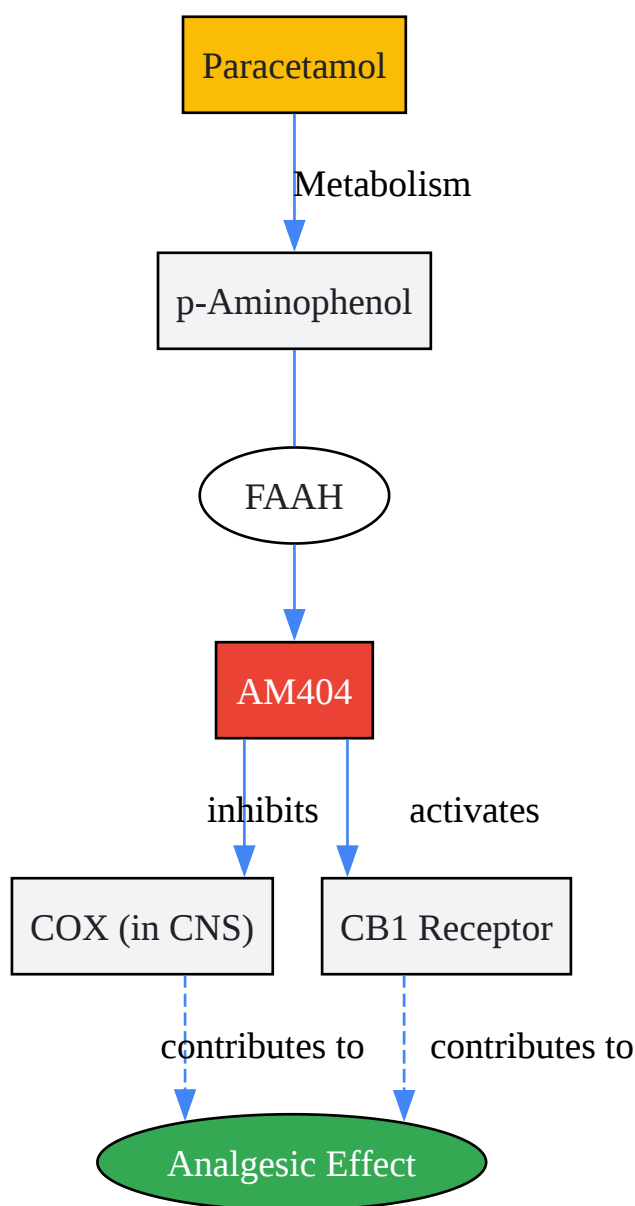 Paracetamol
Metabolism
p-Aminophenol
FAAH
AM404
inhibits
activates
COX (in CNS)
CB1 Receptor
contributes to
contributes to
Analgesic Effect